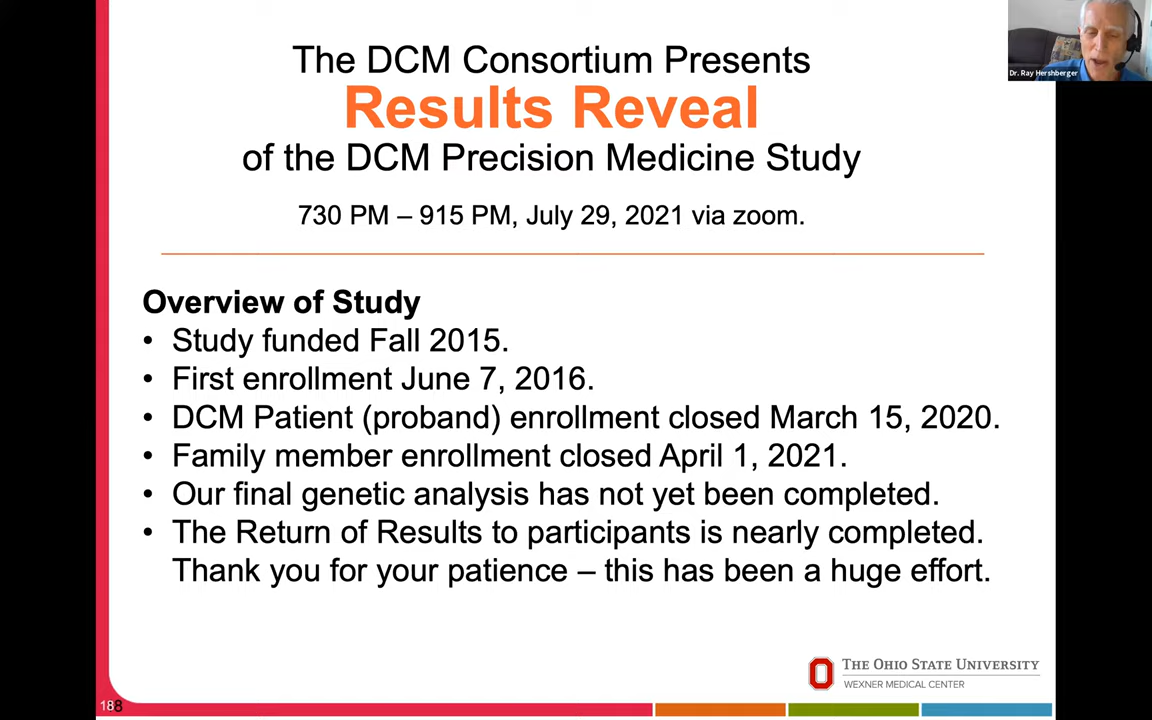 The DCM Consortium Presents
Results Reveal
of the DCM Precision Medicine Study
730 PM – 915 PM, July 29, 2021 via zoom.
Dr. Ray Hershberger
Overview of Study
• Study funded Fall 2015.
• First enrollment June 7, 2016.
• DCM Patient (proband) enrollment closed March 15, 2020.
• Family member enrollment closed April 1, 2021.
• Our final genetic analysis has not yet been completed.
• The Return of Results to participants is nearly completed.
Thank you for your patience – this has been a huge effort.
THE OHIO STATE UNIVERSITY
WEXNER MEDICAL CENTER